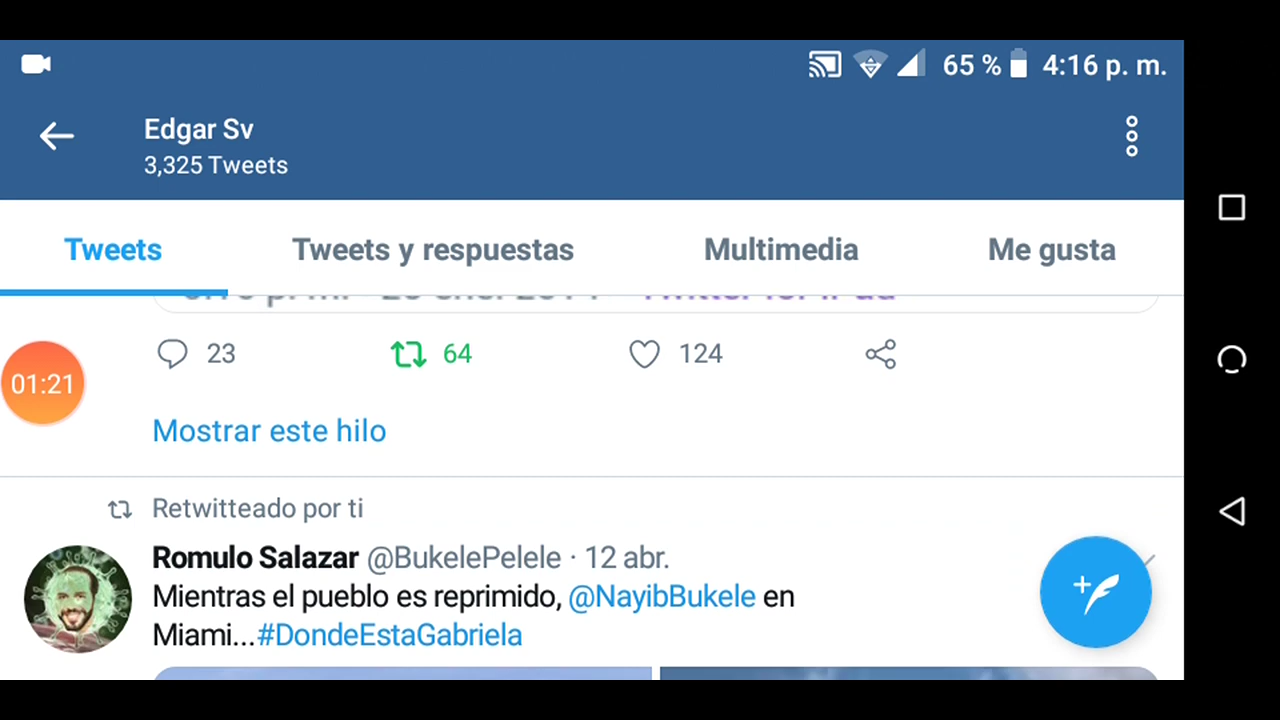 65 % 4:16 p. m.
Edgar Sv
3,325 Tweets
Tweets Tweets y respuestas Multimedia Me gusta
23 64 124
01:21
Mostrar este hilo
Retwitteado por ti
Romulo Salazar @BukelePelele · 12 abr.
Mientras el pueblo es reprimido, @NayibBukele en
Miami...#DondeEstaGabriela